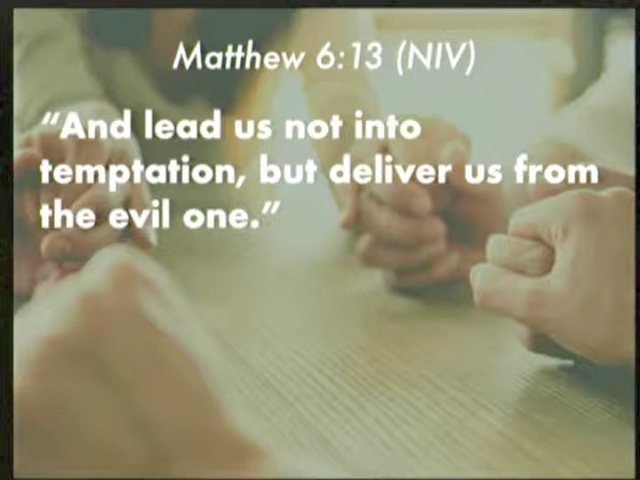 Matthew 6:13 (NIV)
“And lead us not into
temptation, but deliver us from
the evil one.”